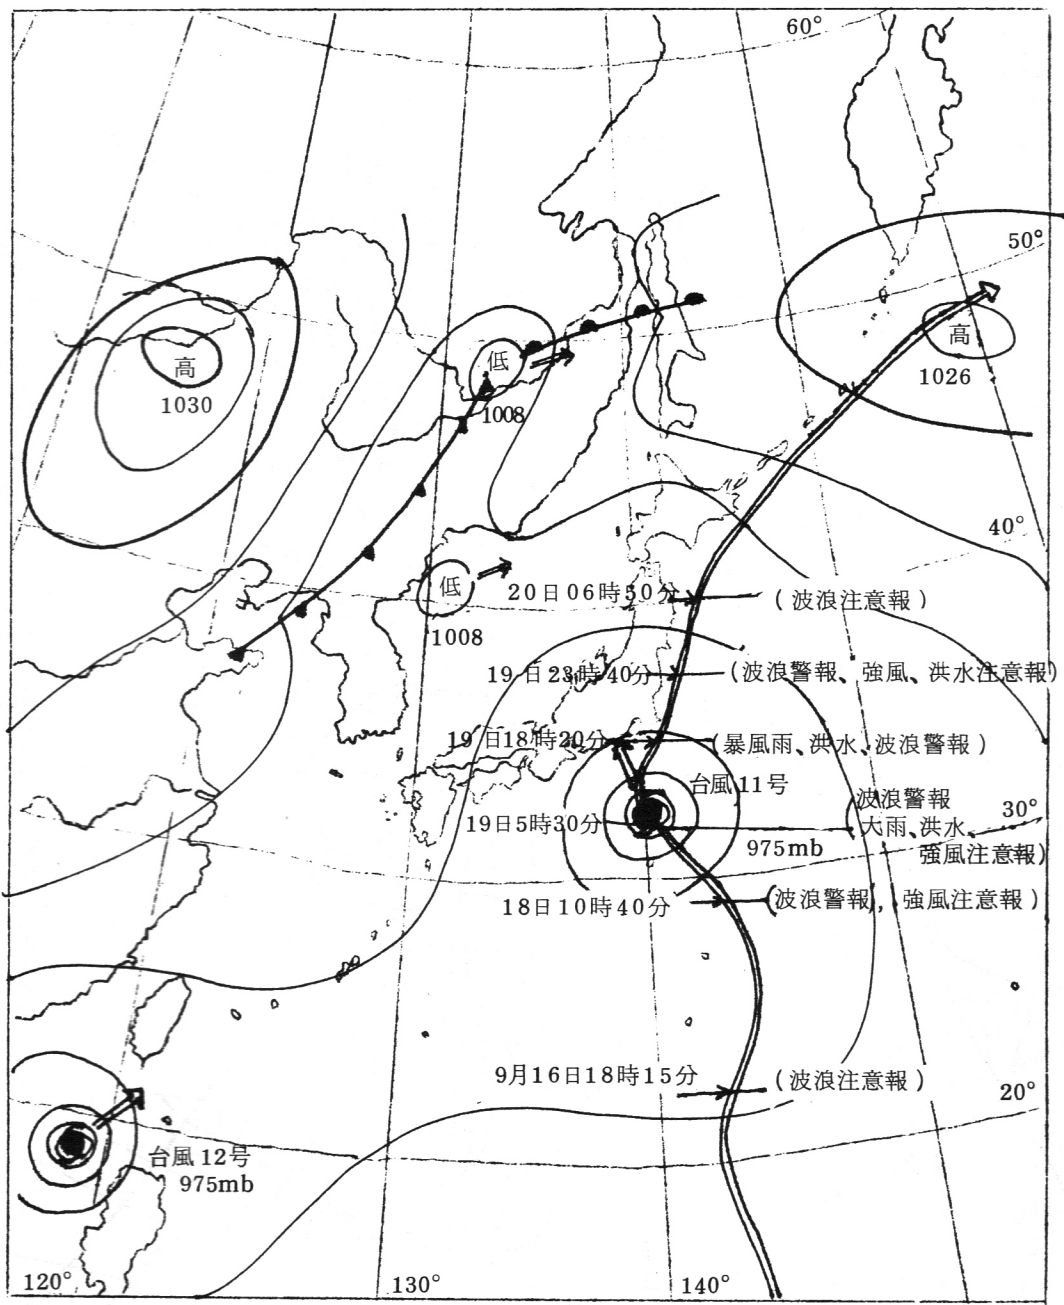 60°
50°
高
1030
低
1008
高
1026
40°
低
1008
20日06時50分
(波浪注意報)
19日23時40分
(波浪警報、強風、洪水注意報)
19日18時20分
(暴風雨、洪水、波浪警報)
台風11号
975mb
19日5時30分
(波浪警報
大雨、洪水、
強風注意報)
30°
18日10時40分
(波浪警報), 強風注意報)
9月16日18時15分
(波浪注意報)
20°
台風12号
975mb
120°
130°
140°